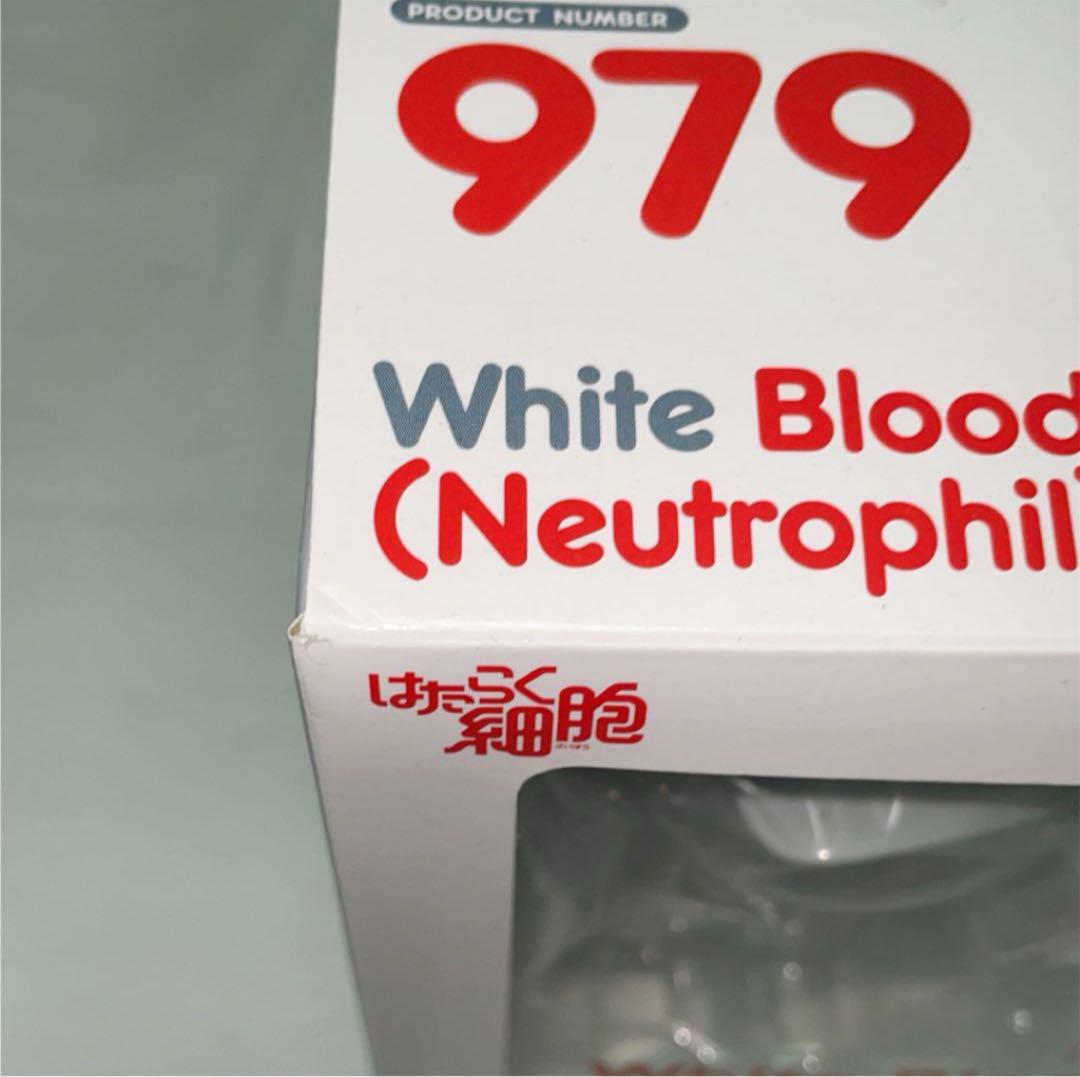 PRODUCT NUMBER
979
White Blood
(Neutrophil)
はたらく
細胞